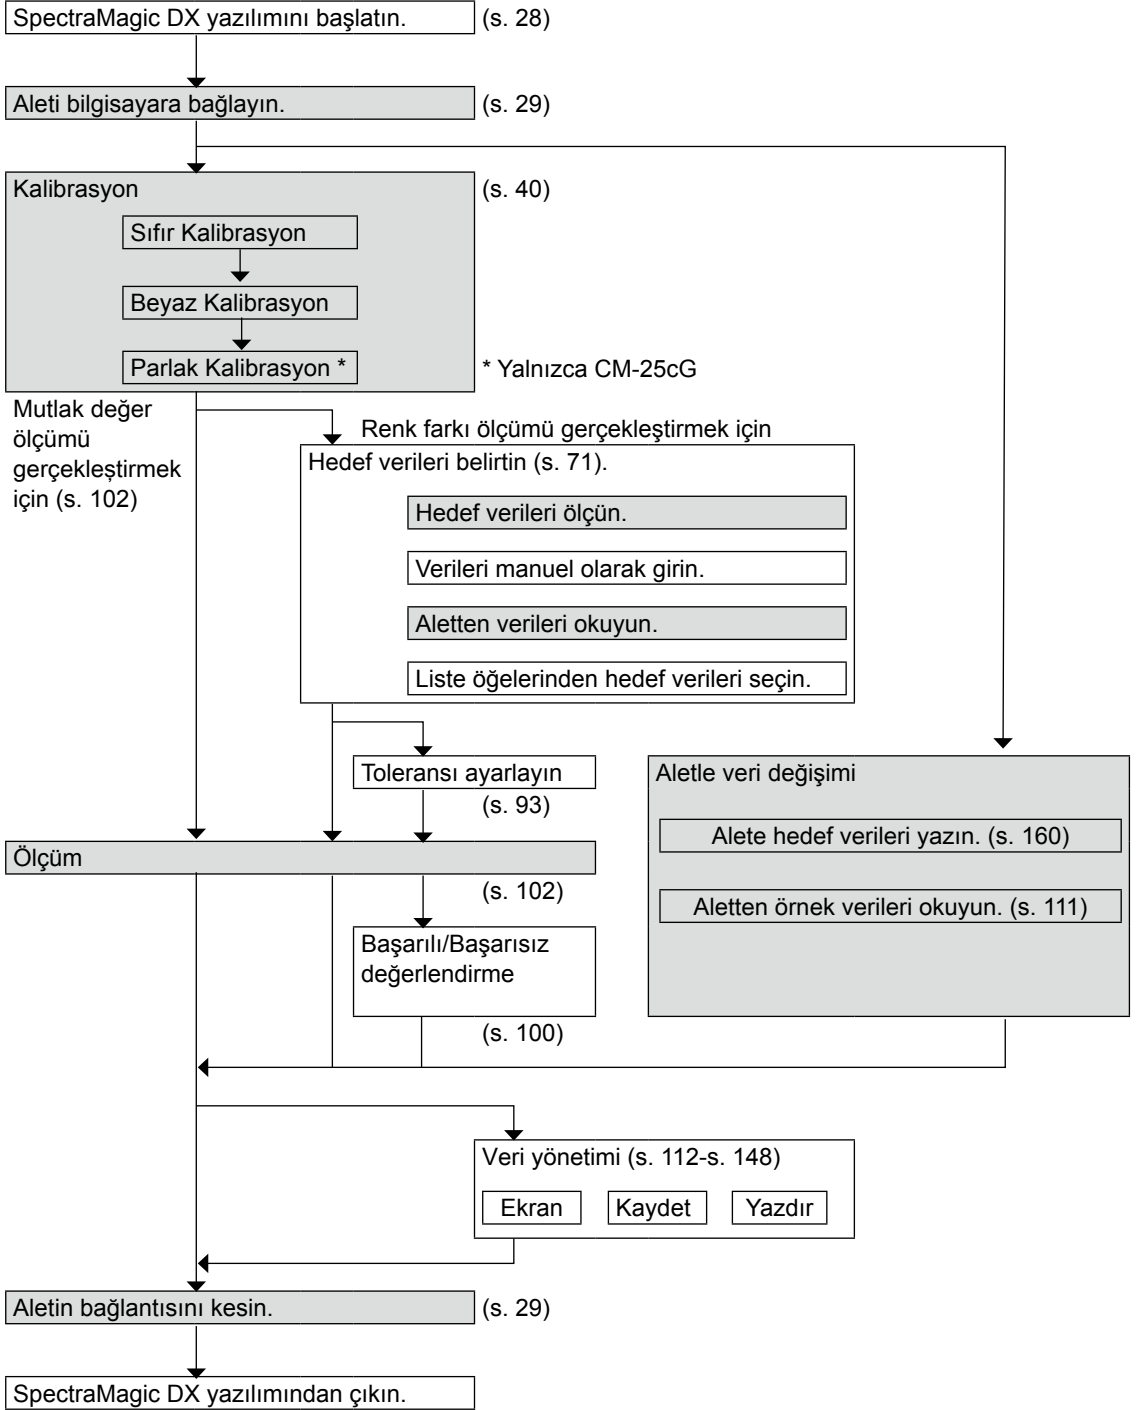 SpectraMagic DX yazılımını başlatın. (s. 28)
Aleti bilgisayara bağlayın. (s. 29)
Kalibrasyon (s. 40)
Sıfır Kalibrasyon
Beyaz Kalibrasyon
Parlak Kalibrasyon * * Yalnızca CM-25cG
Mutlak değer
ölçümü
gerçekleştirmek
için (s. 102)
Renk farkı ölçümü gerçekleştirmek için
Hedef verileri belirtin (s. 71).
Hedef verileri ölçün.
Verileri manuel olarak girin.
Aletten verileri okuyun.
Liste öğelerinden hedef verileri seçin.
Toleransı ayarlayın
(s. 93)
Aletle veri değişimi
Alete hedef verileri yazın. (s. 160)
Aletten örnek verileri okuyun. (s. 111)
Ölçüm
(s. 102)
Başarılı/Başarısız
değerlendirme
(s. 100)
Veri yönetimi (s. 112-s. 148)
Ekran Kaydet Yazdır
Aletin bağlantısını kesin. (s. 29)
SpectraMagic DX yazılımından çıkın.